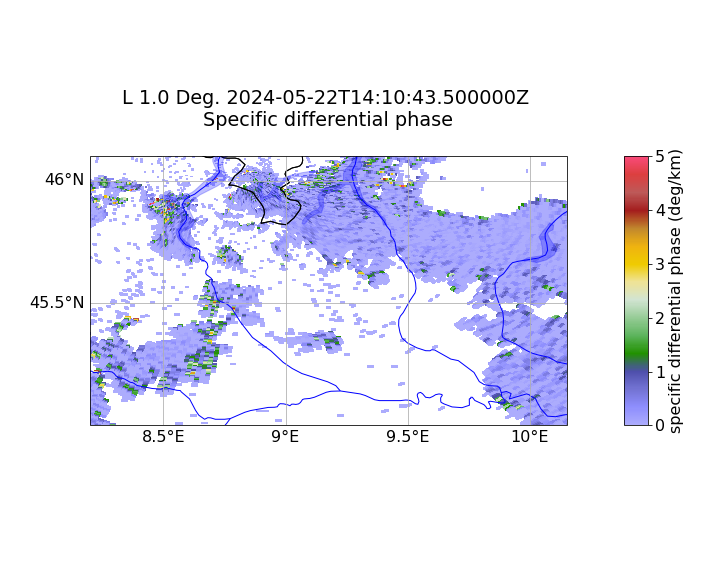 L 1.0 Deg. 2024-05-22T14:10:43.500000Z
Specific differential phase
46°N
45.5°N
8.5°E
9°E
9.5°E
10°E
5
4
3
2
1
0
specific differential phase (deg/km)